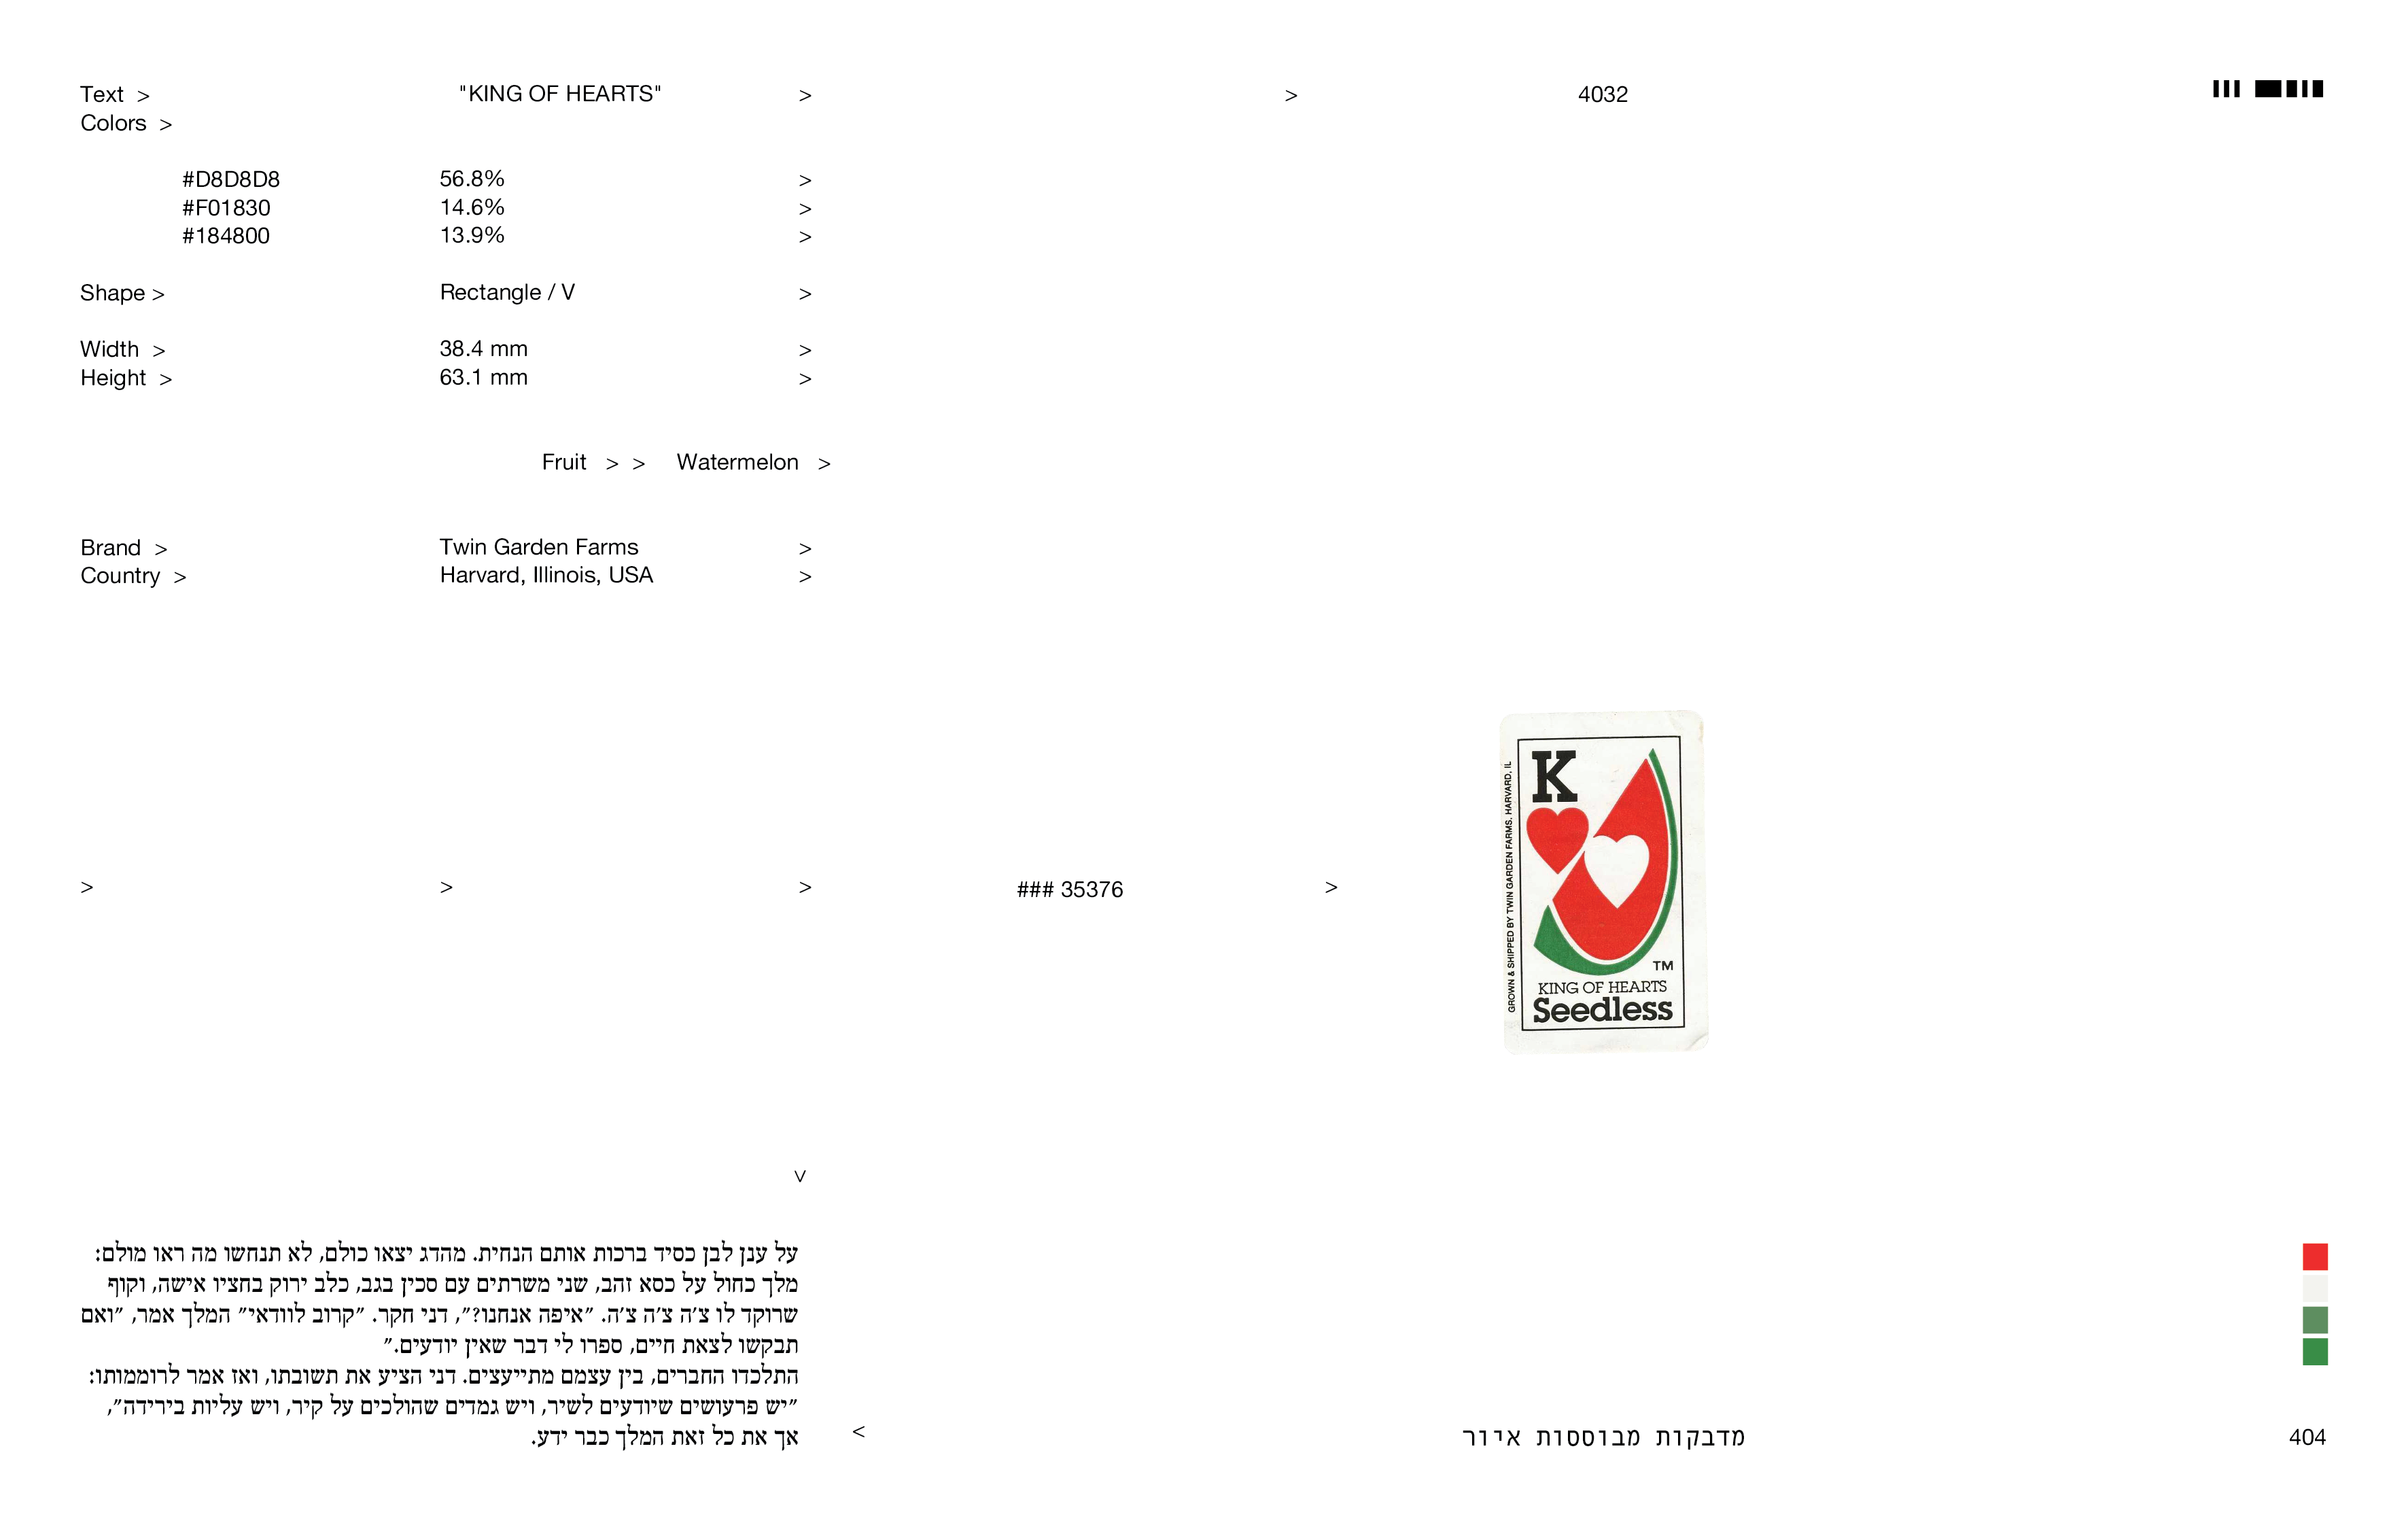 Text > "KING OF HEARTS" > > 4032
Colors >
#D8D8D8 56.8% >
#F01830 14.6% >
#184800 13.9% >
Shape > Rectangle / V >
Width > 38.4 mm >
Height > 63.1 mm >
Fruit > > Watermelon >
Brand > Twin Garden Farms >
Country > Harvard, Illinois, USA >
K
GROWN & SHIPPED BY TWIN GARDEN FARMS, HARVARD, IL
> > > ### 35376 >
TM
KING OF HEARTS
Seedless
>
על ענן לבן כסיד ברכות אותם הנחית. מהדג יצאו כולם, לא תנחשו מה ראו מולם:
מלך כחול על כסא זהב, שני משרתים עם סכין בגב, כלב ירוק בחציו אישה, וקוף
שרוקד לו צ'ה צ'ה צ'ה. "איפה אנחנו?", דני חקר. "קרוב לוודאי" המלך אמר, "ואם
תבקשו לצאת חיים, ספרו לי דבר שאין יודעים."
התלכדו החברים, בין עצמם מתייעצים. דני הציע את תשובתו, ואז אמר לרוממותו:
"יש פרעושים שיודעים לשיר, ויש גמדים שהולכים על קיר, ויש עליות בירידה",
אך את כל זאת המלך כבר ידע.
<
מדבקות מבוססות איור
404